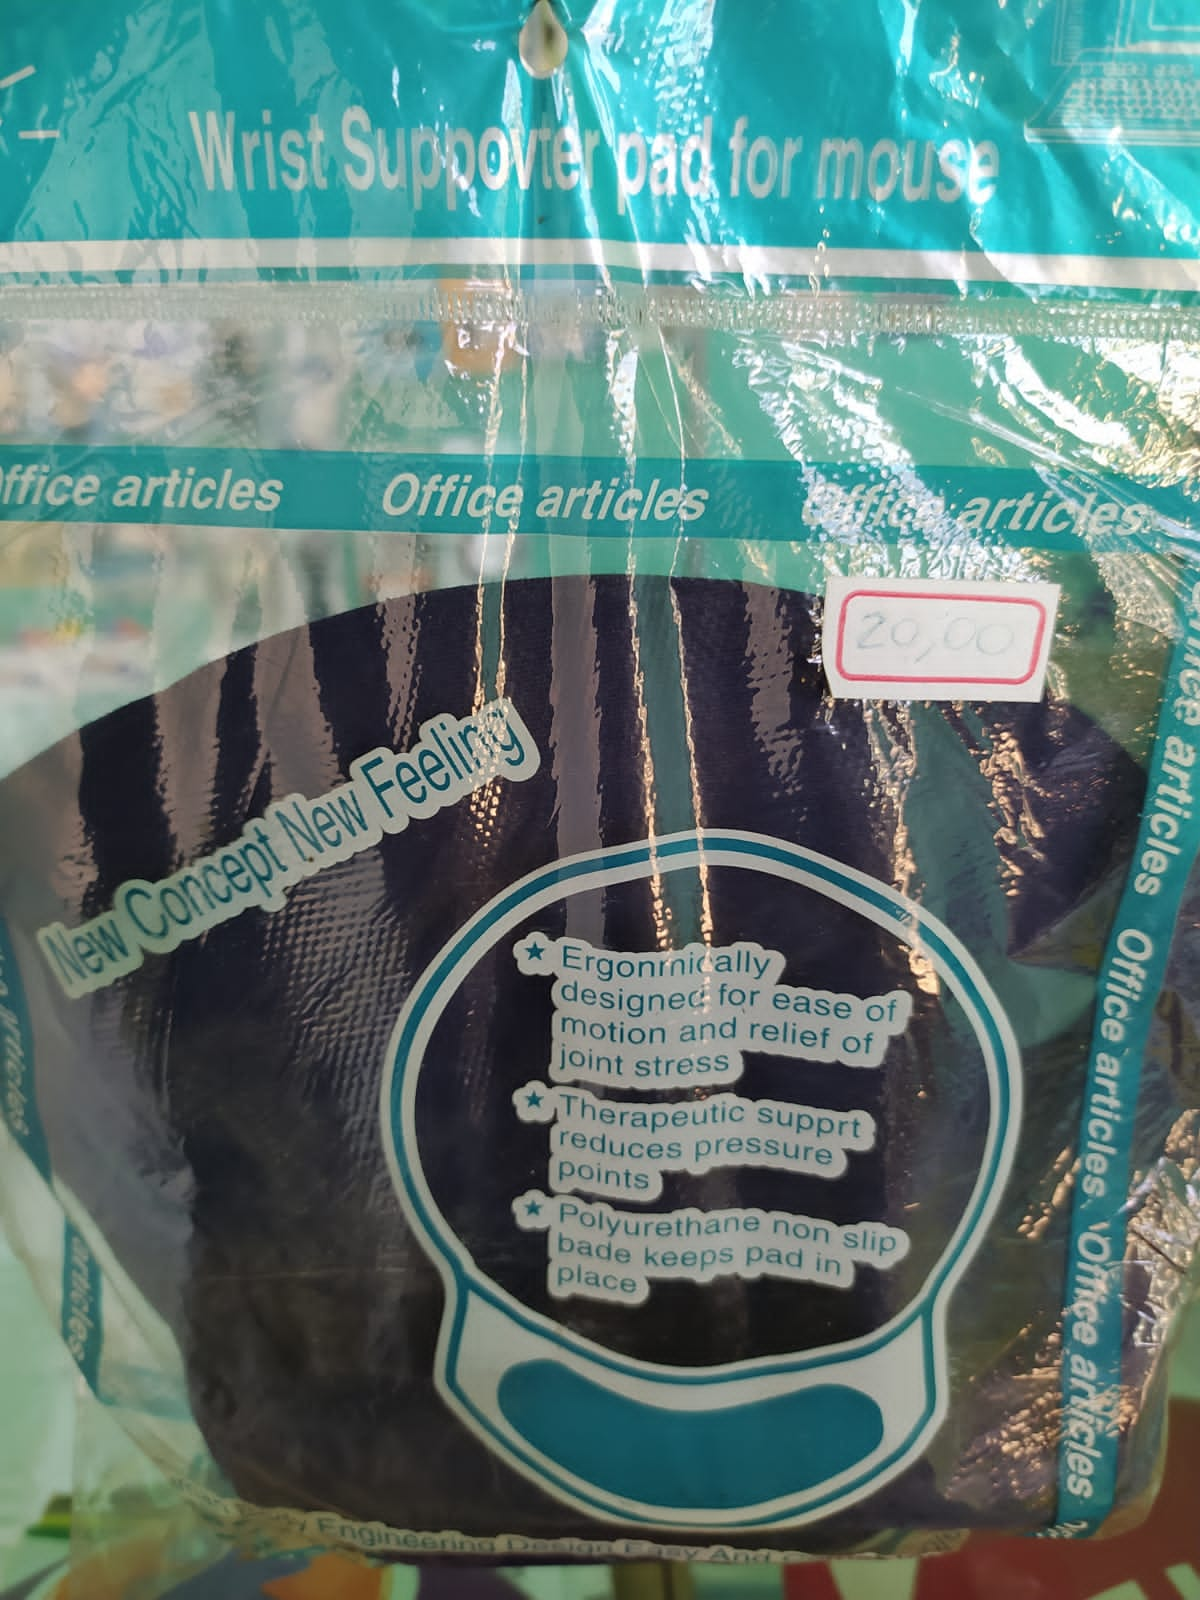 Wrist Suppovter pad for mouse
Office articles
Office articles
Office articles
20,00
New Concept New Feeling
★ Ergonmically
designed for ease of
motion and relief of
joint stress
★ Therapeutic supprt
reduces pressure
points
★ Polyurethane non slip
bade keeps pad in
place
articles
Office articles
Office articles
articles
articles
Engineering Design Easy And